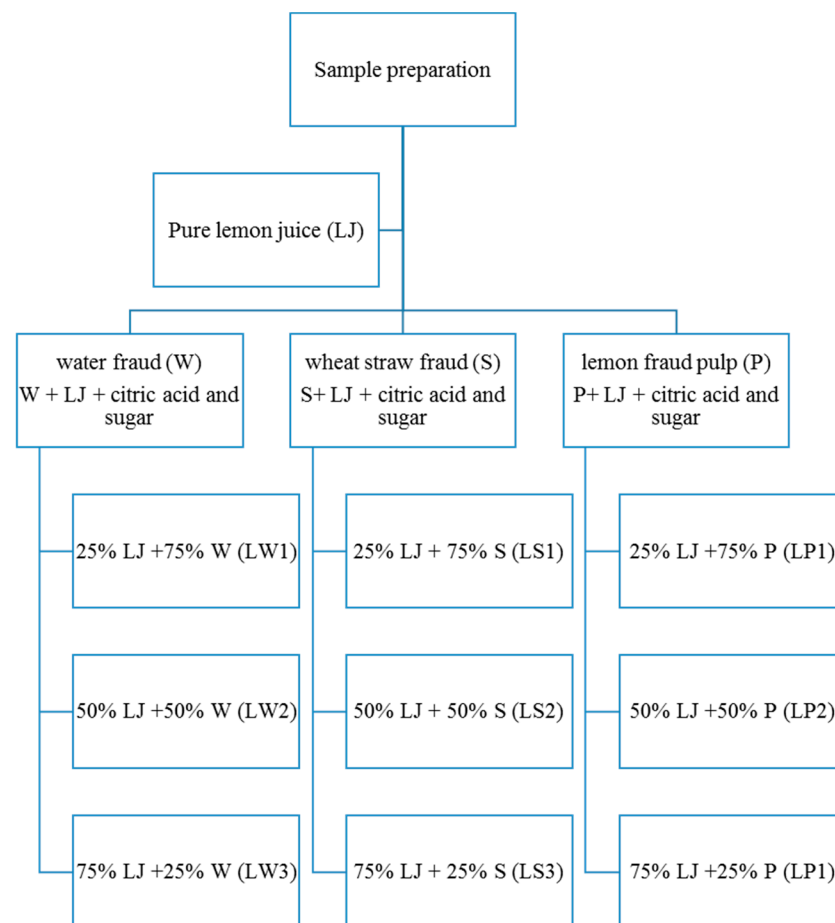 Sample preparation
Pure lemon juice (LJ)
water fraud (W)
W + LJ + citric acid and
sugar
wheat straw fraud (S)
S+ LJ + citric acid and
sugar
lemon fraud pulp (P)
P+ LJ + citric acid and
sugar
25% LJ +75% W (LW1)
25% LJ + 75% S (LS1)
25% LJ +75% P (LP1)
50% LJ +50% W (LW2)
50% LJ + 50% S (LS2)
50% LJ +50% P (LP2)
75% LJ +25% W (LW3)
75% LJ + 25% S (LS3)
75% LJ +25% P (LP1)